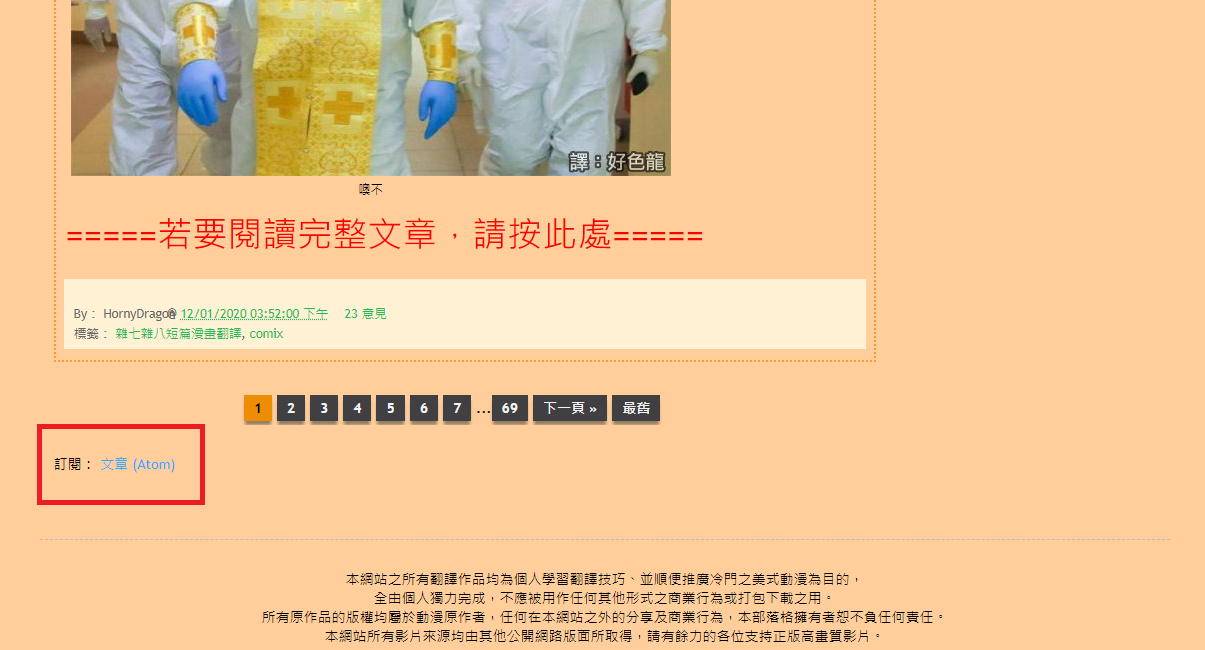 譯：好色龍
噢不
=====若要閱讀完整文章，請按此處=====
By： HornyDragon @ 12/01/2020 03:52:00 下午 23 意見
標籤： 雜七雜八短篇漫畫翻譯, comix
1 2 3 4 5 6 7 ... 69 下一頁 » 最舊
訂閱： 文章 (Atom)
本網站之所有翻譯作品均為個人學習翻譯技巧、並順便推廣冷門之美式動漫為目的，
全由個人獨力完成，不應被用作任何其他形式之商業行為或打包下載之用。
所有原作品的版權均屬於動漫原作者，任何在本網站之外的分享及商業行為，本部落格擁有者恕不負任何責任。
本網站所有影片來源均由其他公開網路版面所取得，請有餘力的各位支持正版高畫質影片。